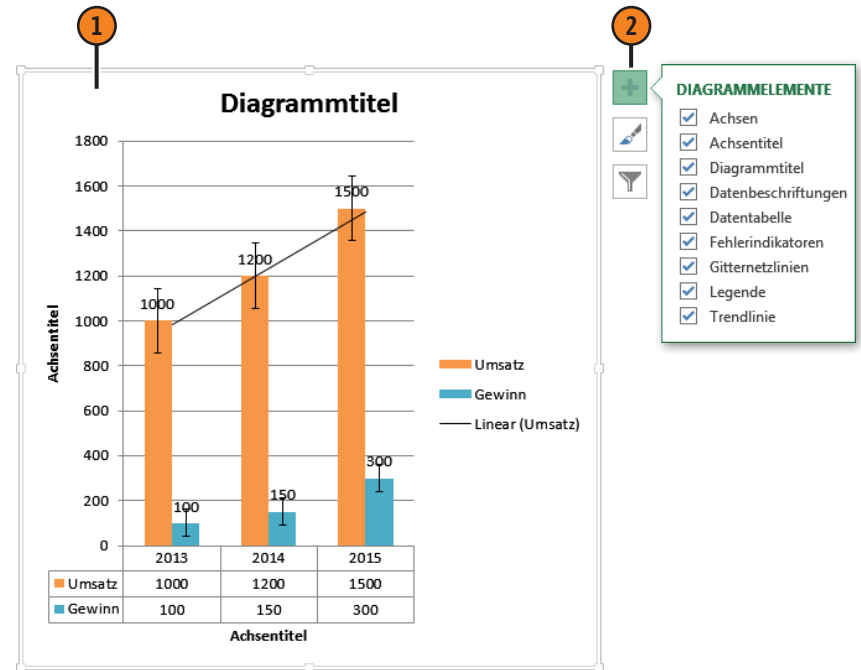 1
2
Diagrammtitel
1800
1600
1400
1200
1000
800
600
400
200
0
Achsentitel
1000
1200
1500
100
150
300
2013 2014 2015
Umsatz 1000 1200 1500
Gewinn 100 150 300
Achsentitel
Umsatz
Gewinn
Linear (Umsatz)
DIAGRAMMELEMENTE
Achsen
Achsentitel
Diagrammtitel
Datenbeschriftungen
Datentabelle
Fehlerindikatoren
Gitternetzlinien
Legende
Trendlinie